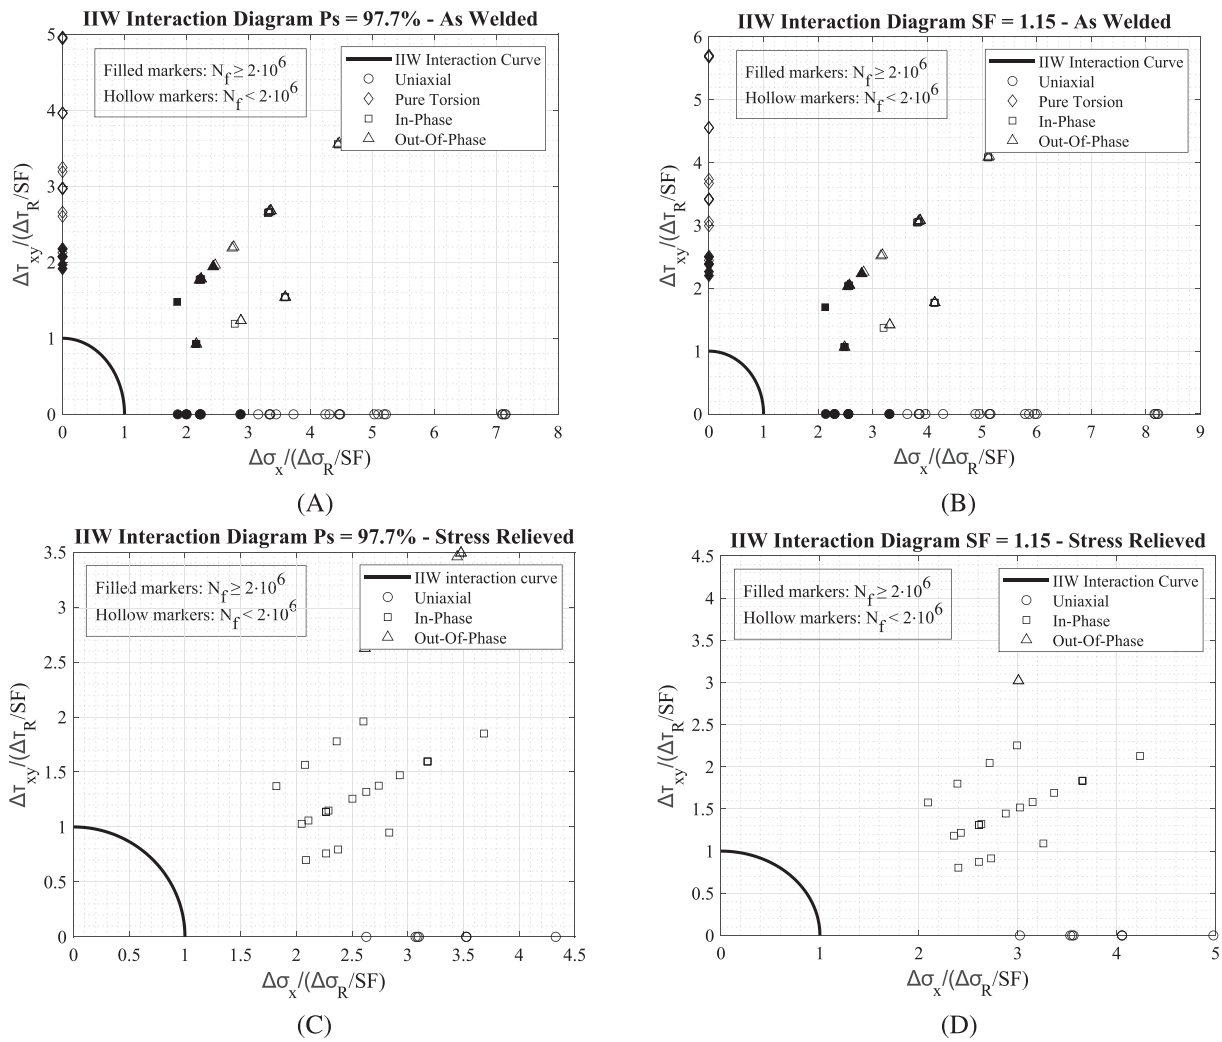 IIW Interaction Diagram Ps = 97.7% - As Welded
Filled markers: N_f ≥ 2·10^6
Hollow markers: N_f < 2·10^6
IIW Interaction Curve
Uniaxial
Pure Torsion
In-Phase
Out-Of-Phase
5
4
3
2
1
0
Δτ_xy/(Δτ_R/SF)
0 1 2 3 4 5 6 7 8
Δσ_x/(Δσ_R/SF)
(A)
IIW Interaction Diagram SF = 1.15 - As Welded
Filled markers: N_f ≥ 2·10^6
Hollow markers: N_f < 2·10^6
IIW Interaction Curve
Uniaxial
Pure Torsion
In-Phase
Out-Of-Phase
6
5
4
3
2
1
0
Δτ_xy/(Δτ_R/SF)
0 1 2 3 4 5 6 7 8 9
Δσ_x/(Δσ_R/SF)
(B)
IIW Interaction Diagram Ps = 97.7% - Stress Relieved
Filled markers: N_f ≥ 2·10^6
Hollow markers: N_f < 2·10^6
IIW interaction curve
Uniaxial
In-Phase
Out-Of-Phase
3.5
3
2.5
2
1.5
1
0.5
0
Δτ_xy/(Δτ_R/SF)
0 0.5 1 1.5 2 2.5 3 3.5 4 4.5
Δσ_x/(Δσ_R/SF)
(C)
IIW Interaction Diagram SF = 1.15 - Stress Relieved
Filled markers: N_f ≥ 2·10^6
Hollow markers: N_f < 2·10^6
IIW Interaction Curve
Uniaxial
In-Phase
Out-Of-Phase
4.5
4
3.5
3
2.5
2
1.5
1
0.5
0
Δτ_xy/(Δτ_R/SF)
0 1 2 3 4 5
Δσ_x/(Δσ_R/SF)
(D)